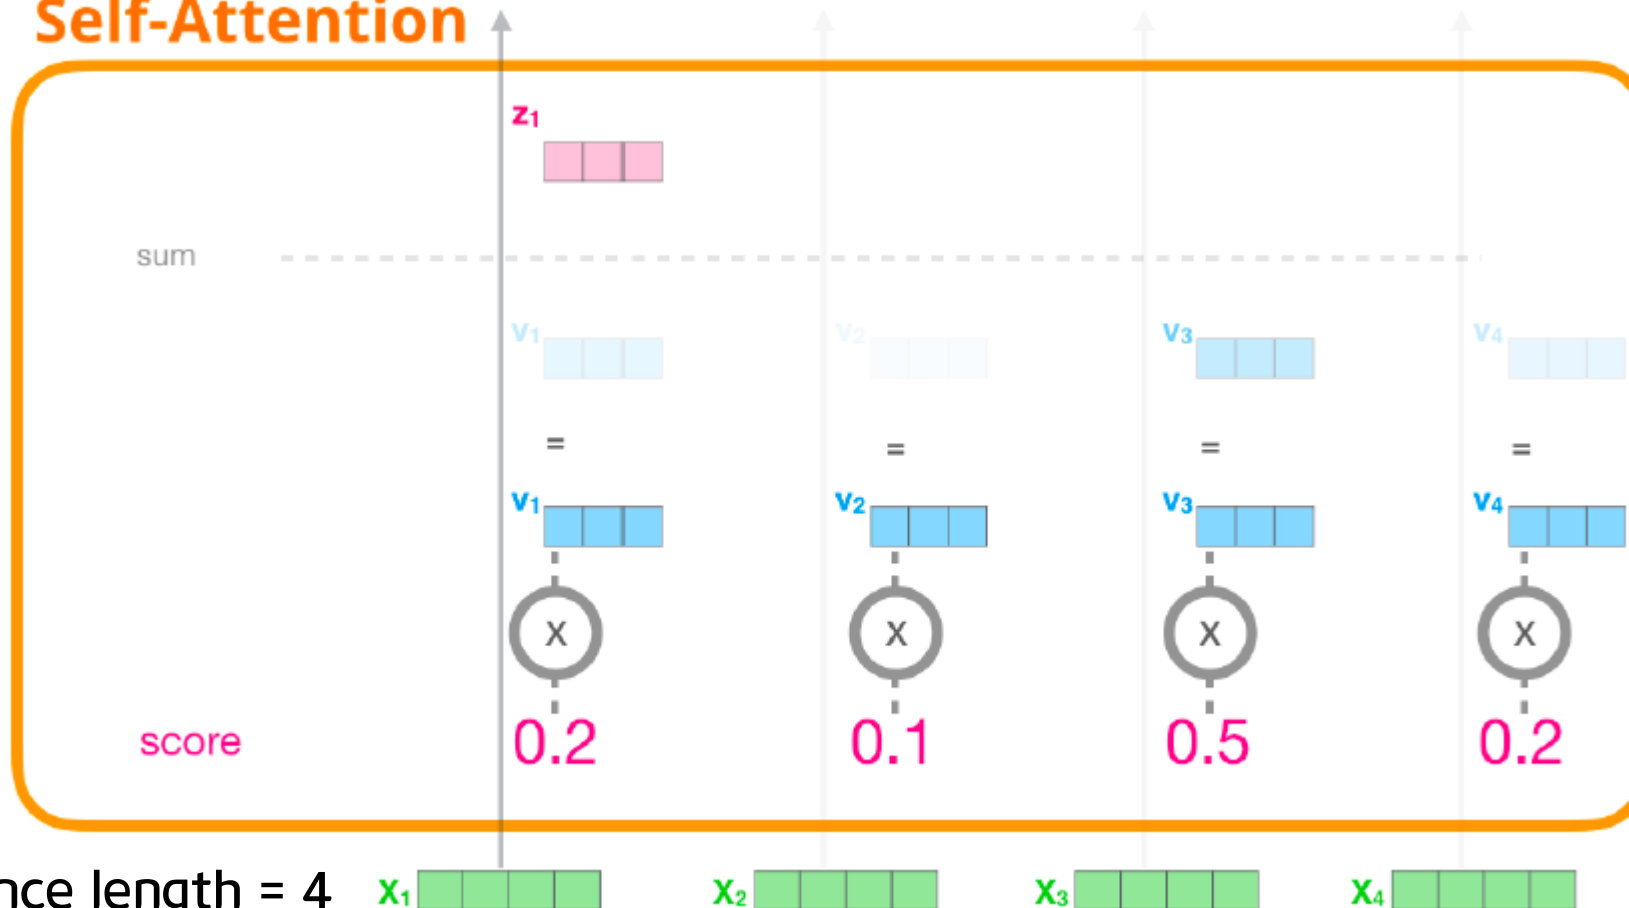 Self-Attention
z₁
sum
v₁ v₂ v₃ v₄
= = = =
v₁ v₂ v₃ v₄
x x x x
score 0.2 0.1 0.5 0.2
length = 4 X₁ X₂ X₃ X₄